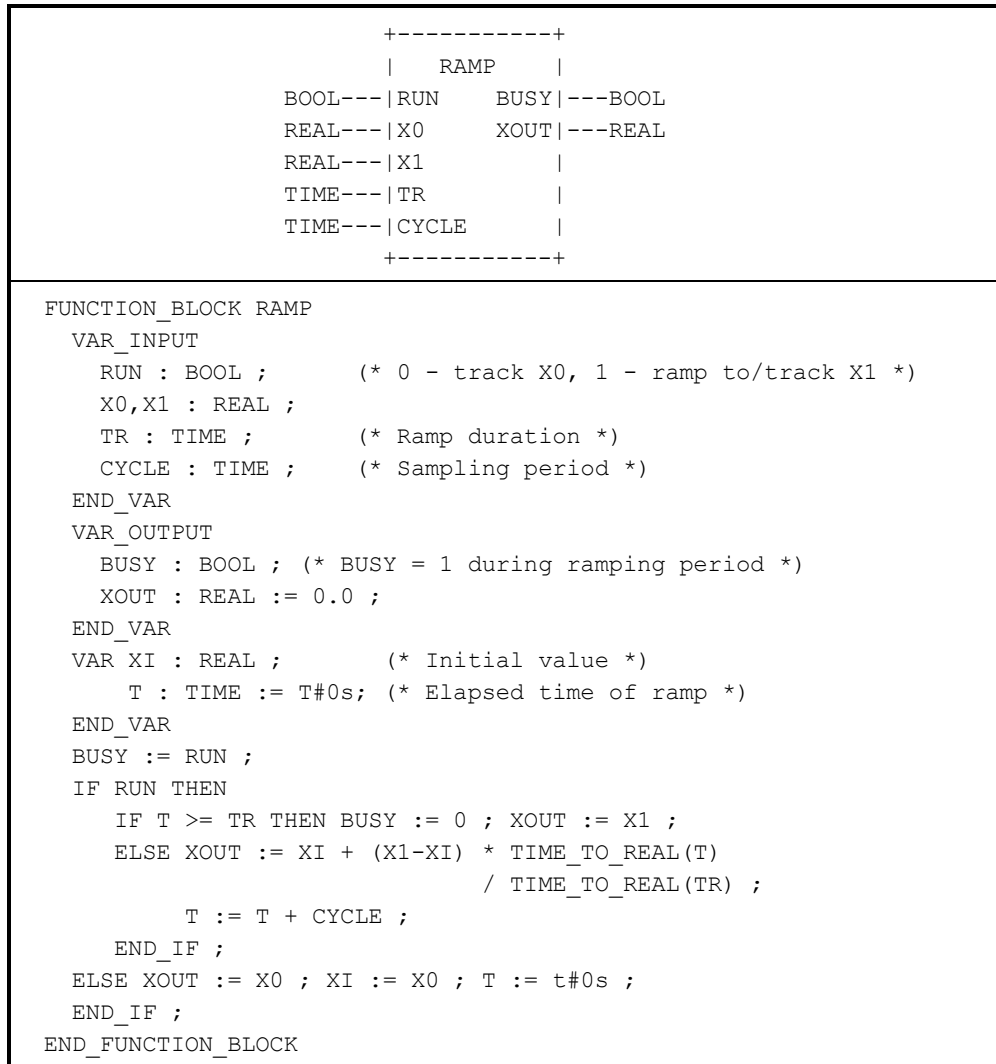 +-----------+
|   RAMP    |
BOOL---|RUN    BUSY|---BOOL
REAL---|X0     XOUT|---REAL
REAL---|X1         |
TIME---|TR         |
TIME---|CYCLE      |
+-----------+
FUNCTION_BLOCK RAMP
VAR_INPUT
RUN : BOOL ;       (* 0 - track X0, 1 - ramp to/track X1 *)
X0,X1 : REAL ;
TR : TIME ;        (* Ramp duration *)
CYCLE : TIME ;     (* Sampling period *)
END_VAR
VAR_OUTPUT
BUSY : BOOL ; (* BUSY = 1 during ramping period *)
XOUT : REAL := 0.0 ;
END_VAR
VAR XI : REAL ;        (* Initial value *)
T : TIME := T#0s; (* Elapsed time of ramp *)
END_VAR
BUSY := RUN ;
IF RUN THEN
IF T >= TR THEN BUSY := 0 ; XOUT := X1 ;
ELSE XOUT := XI + (X1-XI) * TIME_TO_REAL(T)
/ TIME_TO_REAL(TR) ;
T := T + CYCLE ;
END_IF ;
ELSE XOUT := X0 ; XI := X0 ; T := t#0s ;
END_IF ;
END_FUNCTION_BLOCK